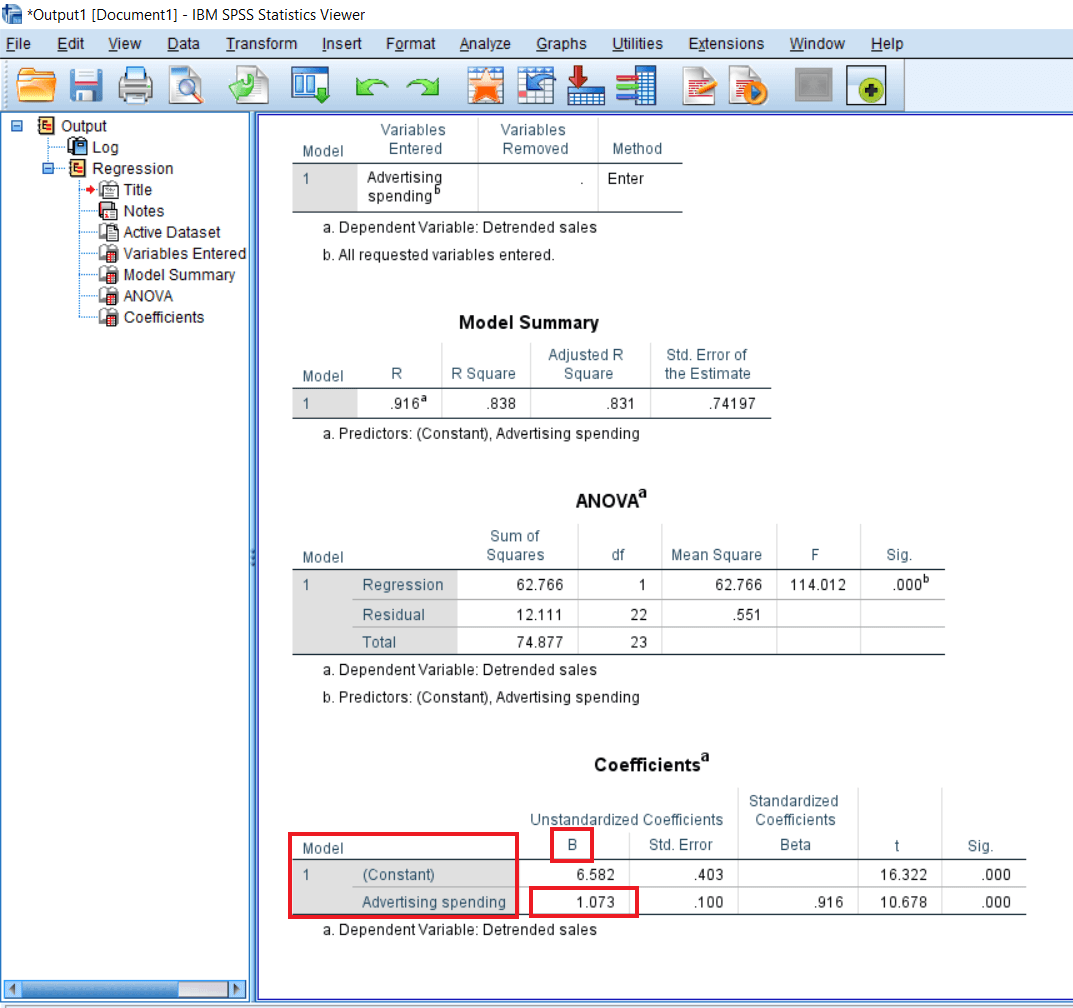 *Output1 [Document1] - IBM SPSS Statistics Viewer
File Edit View Data Transform Insert Format Analyze Graphs Utilities Extensions Window Help
Output
Log
Regression
Title
Notes
Active Dataset
Variables Entered
Model Summary
ANOVA
Coefficients
Model Variables Entered Variables Removed Method
1 Advertising spendingb . Enter
a. Dependent Variable: Detrended sales
b. All requested variables entered.
Model Summary
Model R R Square Adjusted R Square Std. Error of the Estimate
1 .916a .838 .831 .74197
a. Predictors: (Constant), Advertising spending
ANOVAa
Model Sum of Squares df Mean Square F Sig.
1 Regression 62.766 1 62.766 114.012 .000b
Residual 12.111 22 .551
Total 74.877 23
a. Dependent Variable: Detrended sales
b. Predictors: (Constant), Advertising spending
Coefficientsa
Unstandardized Coefficients Standardized Coefficients
Model B Std. Error Beta t Sig.
1 (Constant) 6.582 .403 16.322 .000
Advertising spending 1.073 .100 .916 10.678 .000
a. Dependent Variable: Detrended sales